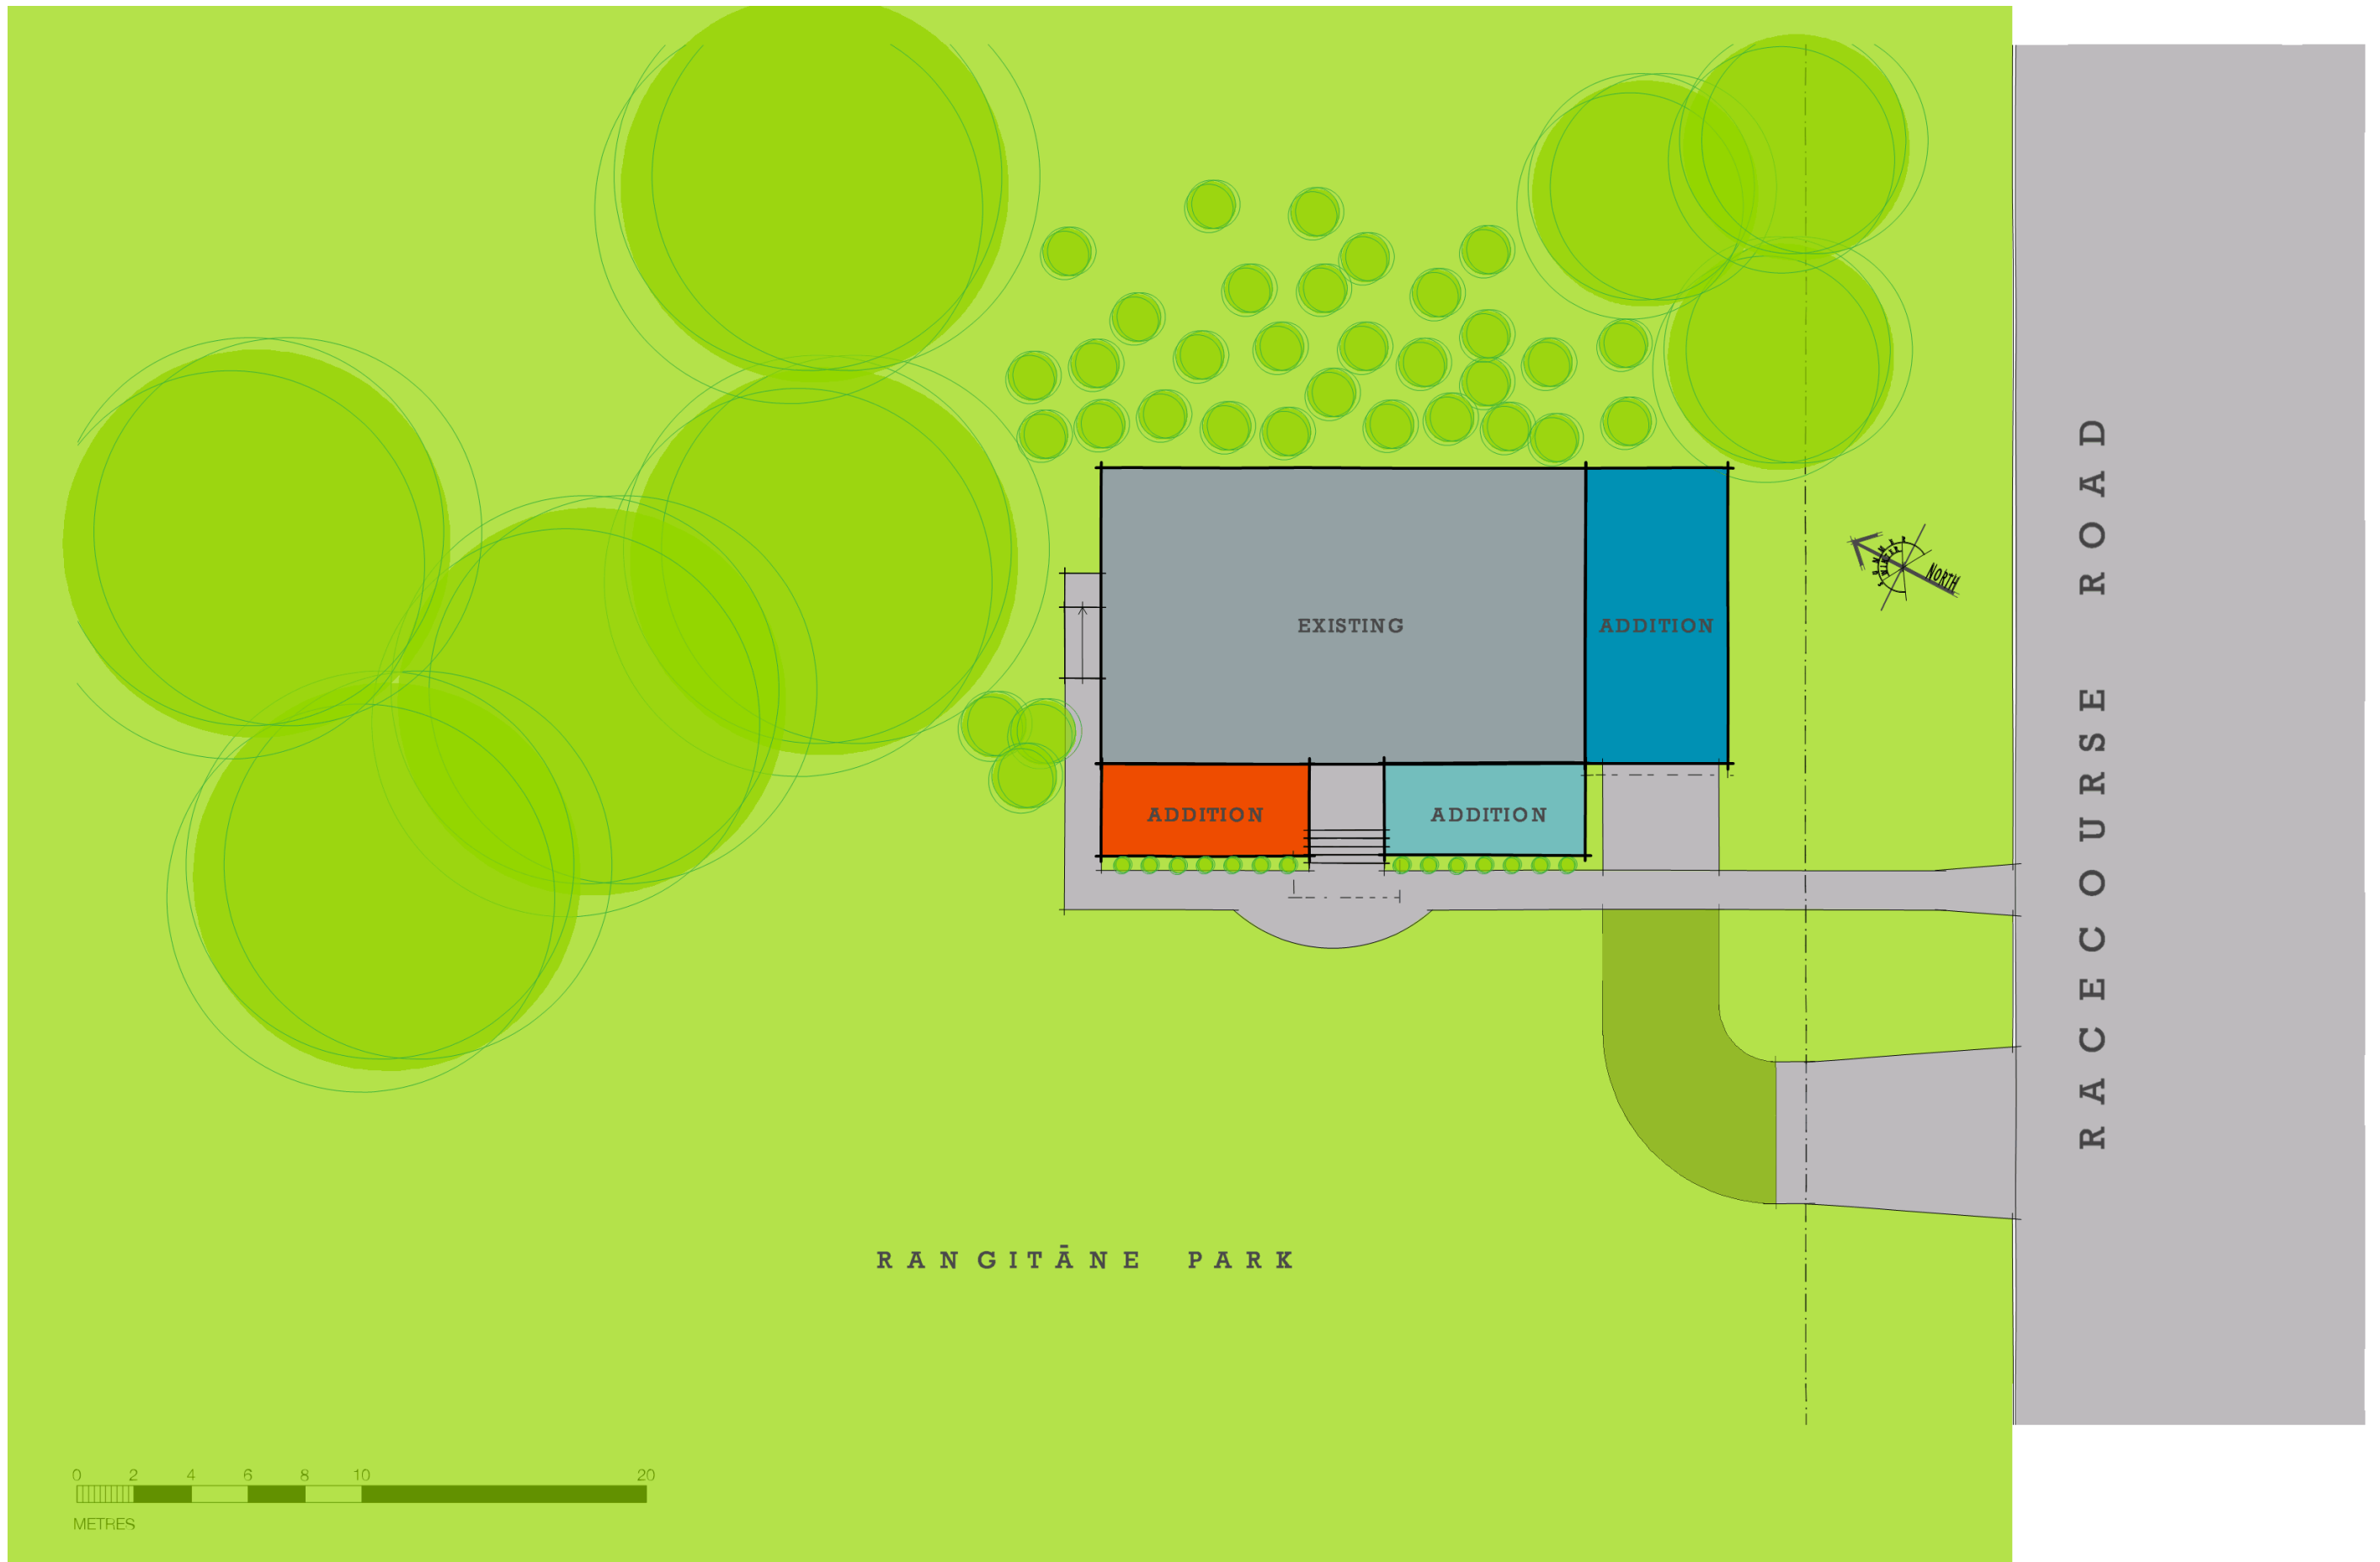 RACECOURSE ROAD
NORTH
EXISTING
ADDITION
ADDITION
ADDITION
RANGITĀNE PARK
0 2 4 6 8 10 20
METRES